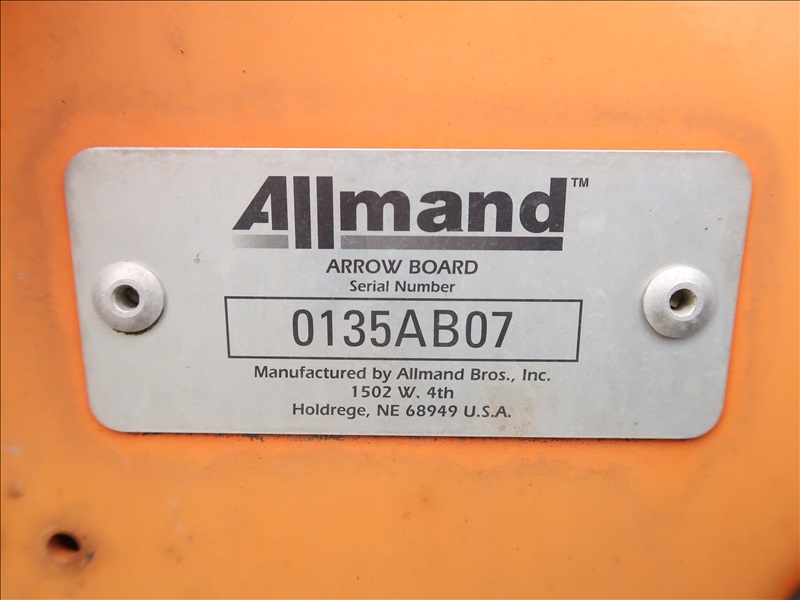 Allmand™
ARROW BOARD
Serial Number
0135AB07
Manufactured by Allmand Bros., Inc.
1502 W. 4th
Holdrege, NE 68949 U.S.A.